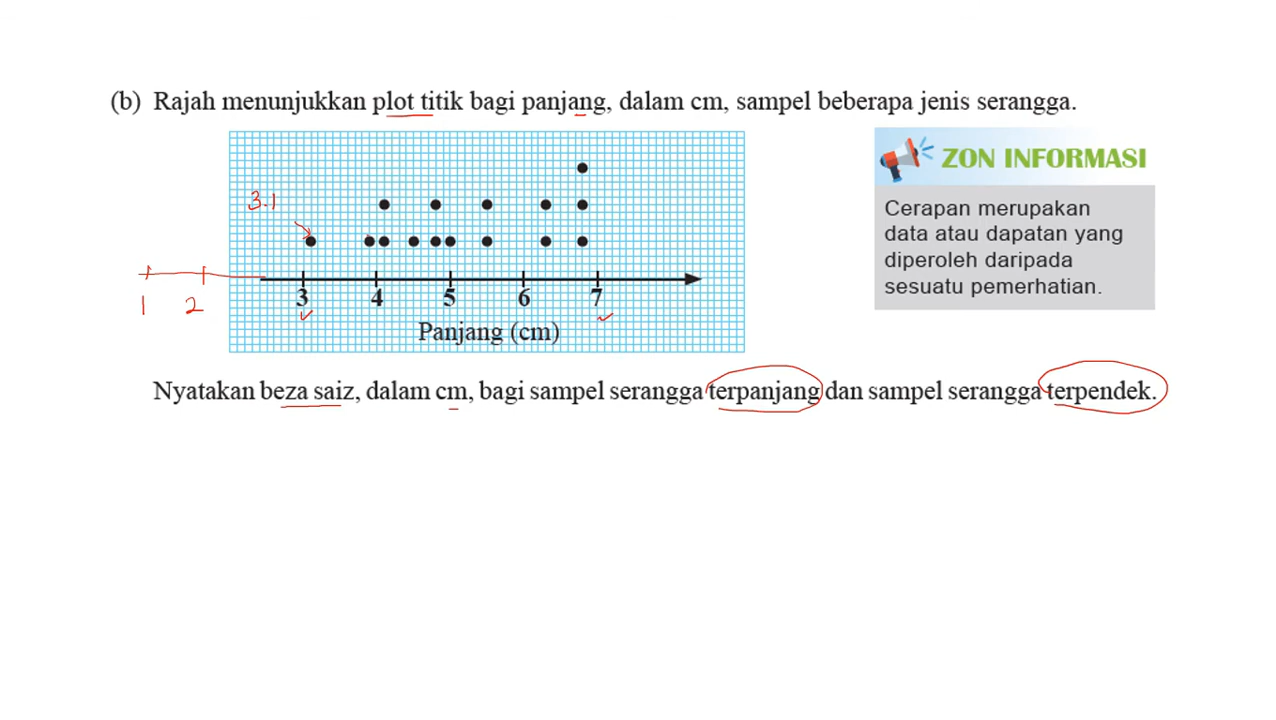 (b) Rajah menunjukkan plot titik bagi panjang, dalam cm, sampel beberapa jenis serangga.
ZON INFORMASI
Cerapan merupakan
data atau dapatan yang
diperoleh daripada
sesuatu pemerhatian.
3.1
1 2 3 4 5 6 7
Panjang (cm)
Nyatakan beza saiz, dalam cm, bagi sampel serangga terpanjang dan sampel serangga terpendek.